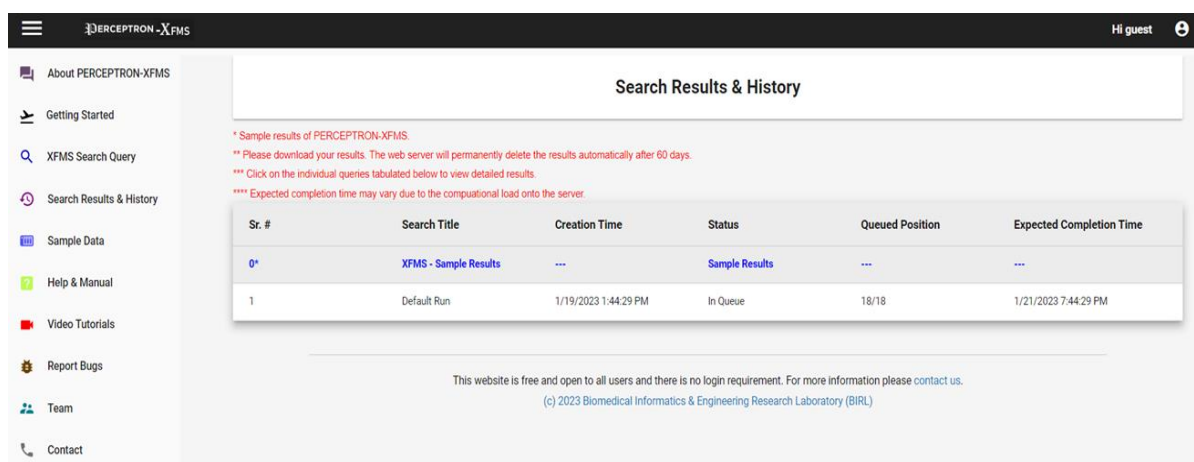 PERCEPTRON-XFMS
Hi guest
About PERCEPTRON-XFMS
Getting Started
XFMS Search Query
Search Results & History
Sample Data
Help & Manual
Video Tutorials
Report Bugs
Team
Contact
Search Results & History
* Sample results of PERCEPTRON-XFMS.
** Please download your results. The web server will permanently delete the results automatically after 60 days.
*** Click on the individual queries tabulated below to view detailed results.
**** Expected completion time may vary due to the compuational load onto the server.
Sr. # Search Title Creation Time Status Queued Position Expected Completion Time
0* XFMS - Sample Results --- Sample Results --- ---
1 Default Run 1/19/2023 1:44:29 PM In Queue 18/18 1/21/2023 7:44:29 PM
This website is free and open to all users and there is no login requirement. For more information please contact us.
(c) 2023 Biomedical Informatics & Engineering Research Laboratory (BIRL)